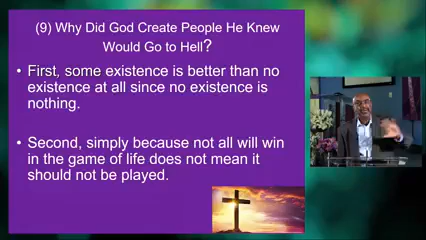 (9) Why Did God Create People He Knew
Would Go to Hell?
• First, some existence is better than no
existence at all since no existence is
nothing.
• Second, simply because not all will win
in the game of life does not mean it
should not be played.